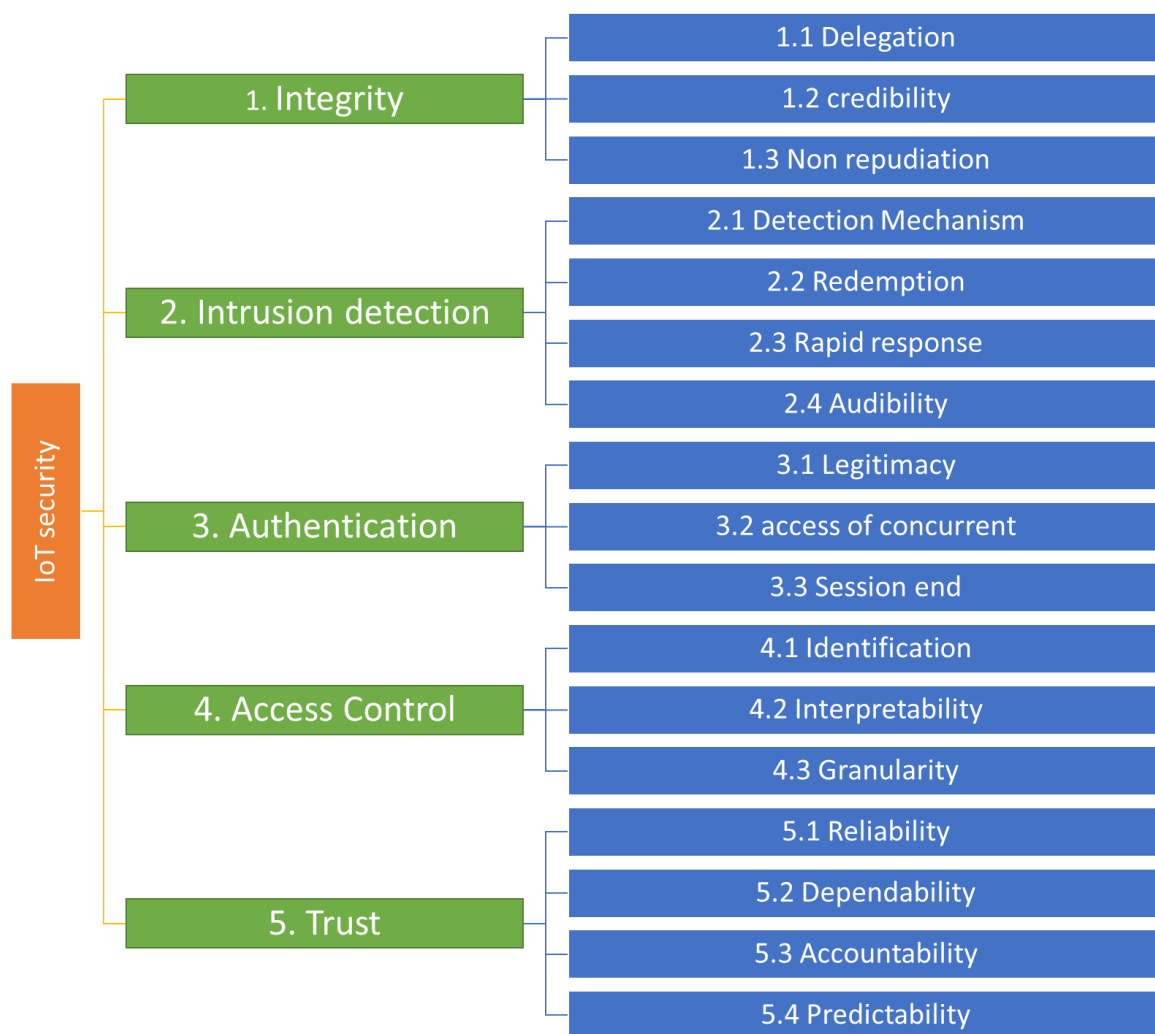 IoT security
1. Integrity
1.1 Delegation
1.2 credibility
1.3 Non repudiation
2. Intrusion detection
2.1 Detection Mechanism
2.2 Redemption
2.3 Rapid response
2.4 Audibility
3. Authentication
3.1 Legitimacy
3.2 access of concurrent
3.3 Session end
4. Access Control
4.1 Identification
4.2 Interpretability
4.3 Granularity
5. Trust
5.1 Reliability
5.2 Dependability
5.3 Accountability
5.4 Predictability